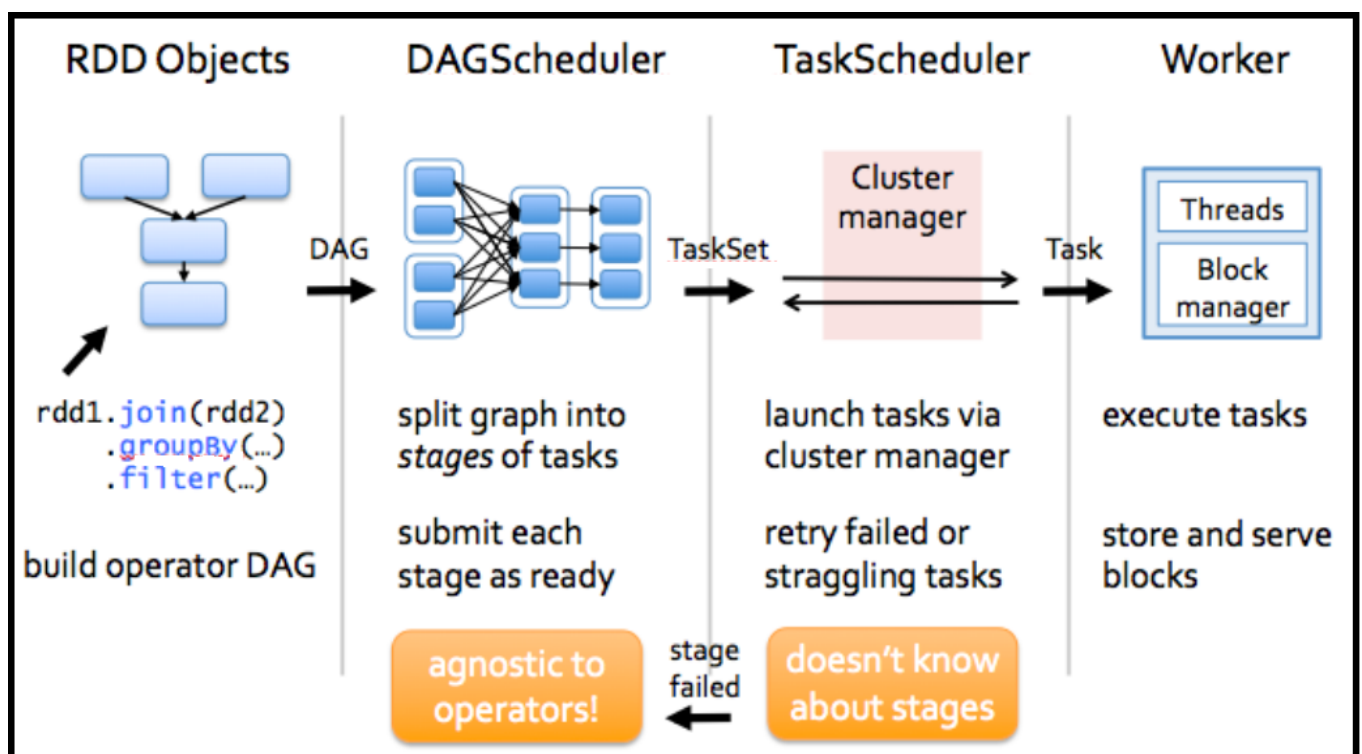 RDD Objects
DAGScheduler
TaskScheduler
Worker
DAG
TaskSet
Cluster
manager
Task
Threads
Block
manager
rdd1.join(rdd2)
.groupBy(…)
.filter(…)
build operator DAG
split graph into
stages of tasks
submit each
stage as ready
agnostic to
operators!
launch tasks via
cluster manager
retry failed or
straggling tasks
stage
failed
doesn't know
about stages
execute tasks
store and serve
blocks